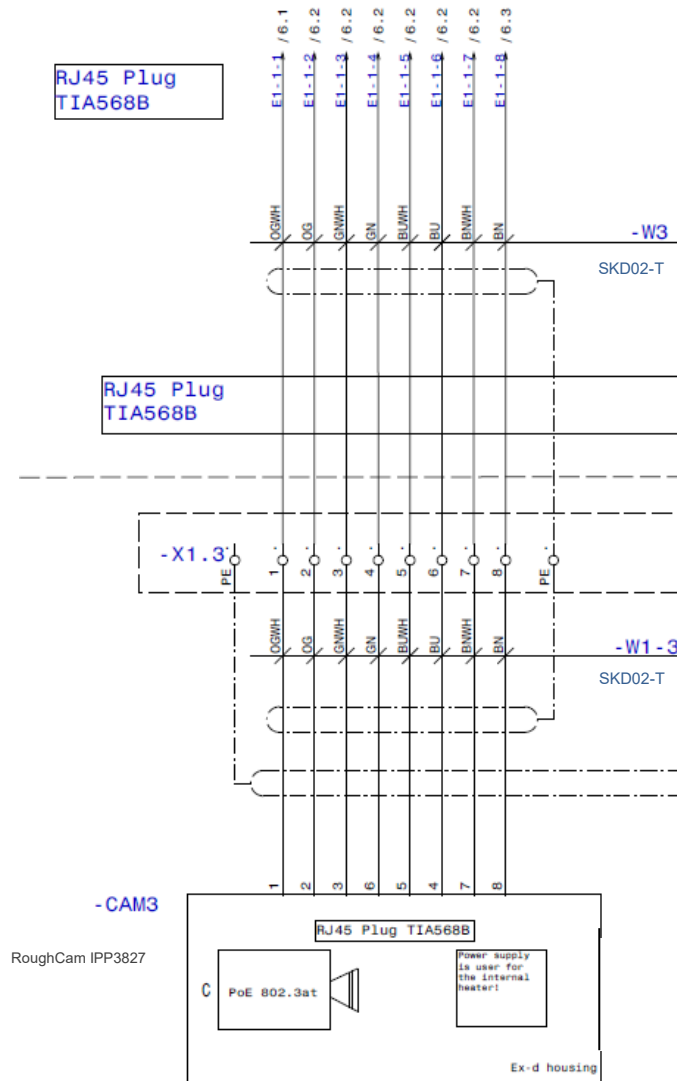 /6.1 /6.2 /6.2 /6.2 /6.2 /6.2 /6.2 /6.3
E1-1-1 E1-1-2 E1-1-3 E1-1-4 E1-1-5 E1-1-6 E1-1-7 E1-1-8
RJ45 Plug
TIA568B
OGWH OG GNWH GN BUWH BU BNWH BN
-W3
SKD02-T
RJ45 Plug
TIA568B
-X1.3
PE 1 2 3 4 5 6 7 8 PE
OGWH OG GNWH GN BUWH BU BNWH BN
-W1-3
SKD02-T
1 2 3 6 5 4 7 8
-CAM3
RJ45 Plug TIA568B
RoughCam IPP3827
Power supply
is user for
the internal
heater!
C PoE 802.3at
Ex-d housing